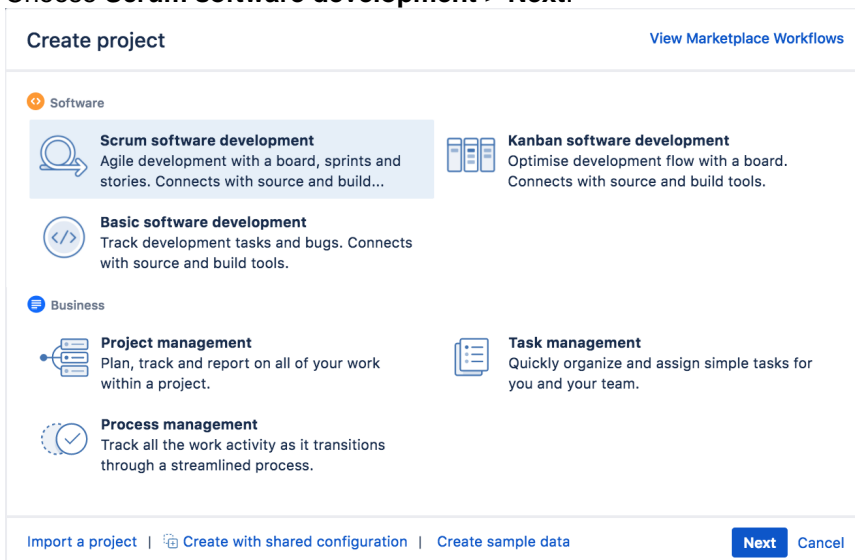 Choose Scrum software development > Next.
Create project
View Marketplace Workflows
Software
Scrum software development
Agile development with a board, sprints and
stories. Connects with source and build...
Kanban software development
Optimise development flow with a board.
Connects with source and build tools.
Basic software development
Track development tasks and bugs. Connects
with source and build tools.
Business
Project management
Plan, track and report on all of your work
within a project.
Task management
Quickly organize and assign simple tasks for
you and your team.
Process management
Track all the work activity as it transitions
through a streamlined process.
Import a project | Create with shared configuration | Create sample data
Next Cancel